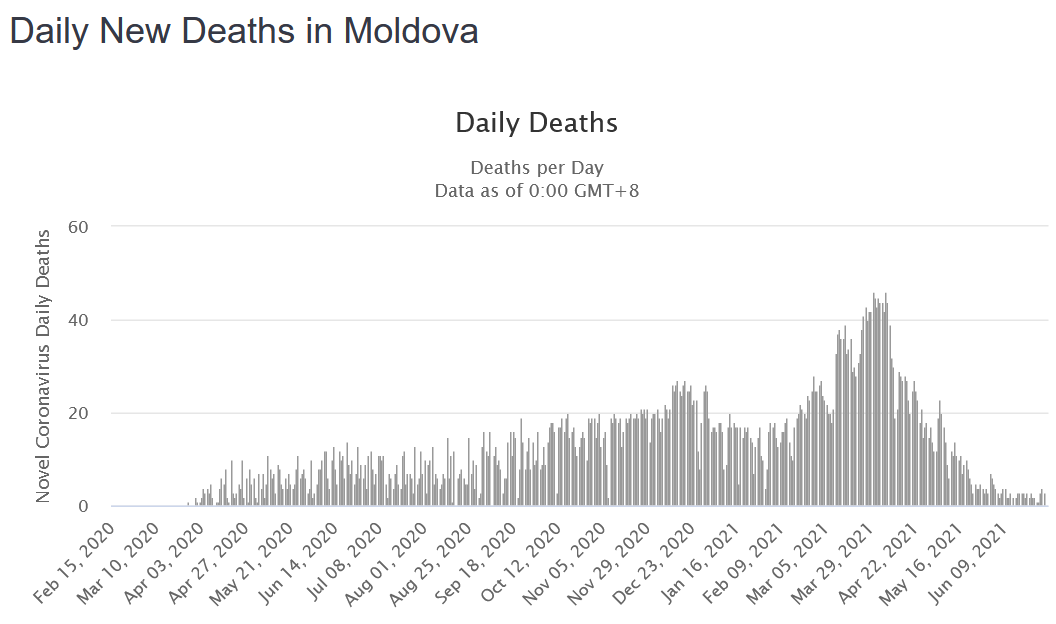 Daily New Deaths in Moldova
Daily Deaths
Deaths per Day
Data as of 0:00 GMT+8
Novel Coronavirus Daily Deaths
60
40
20
0
Feb 15, 2020
Mar 10, 2020
Apr 03, 2020
Apr 27, 2020
May 21, 2020
Jun 14, 2020
Jul 08, 2020
Aug 01, 2020
Aug 25, 2020
Sep 18, 2020
Oct 12, 2020
Nov 05, 2020
Nov 29, 2020
Dec 23, 2020
Jan 16, 2021
Feb 09, 2021
Mar 05, 2021
Mar 29, 2021
Apr 22, 2021
May 16, 2021
Jun 09, 2021